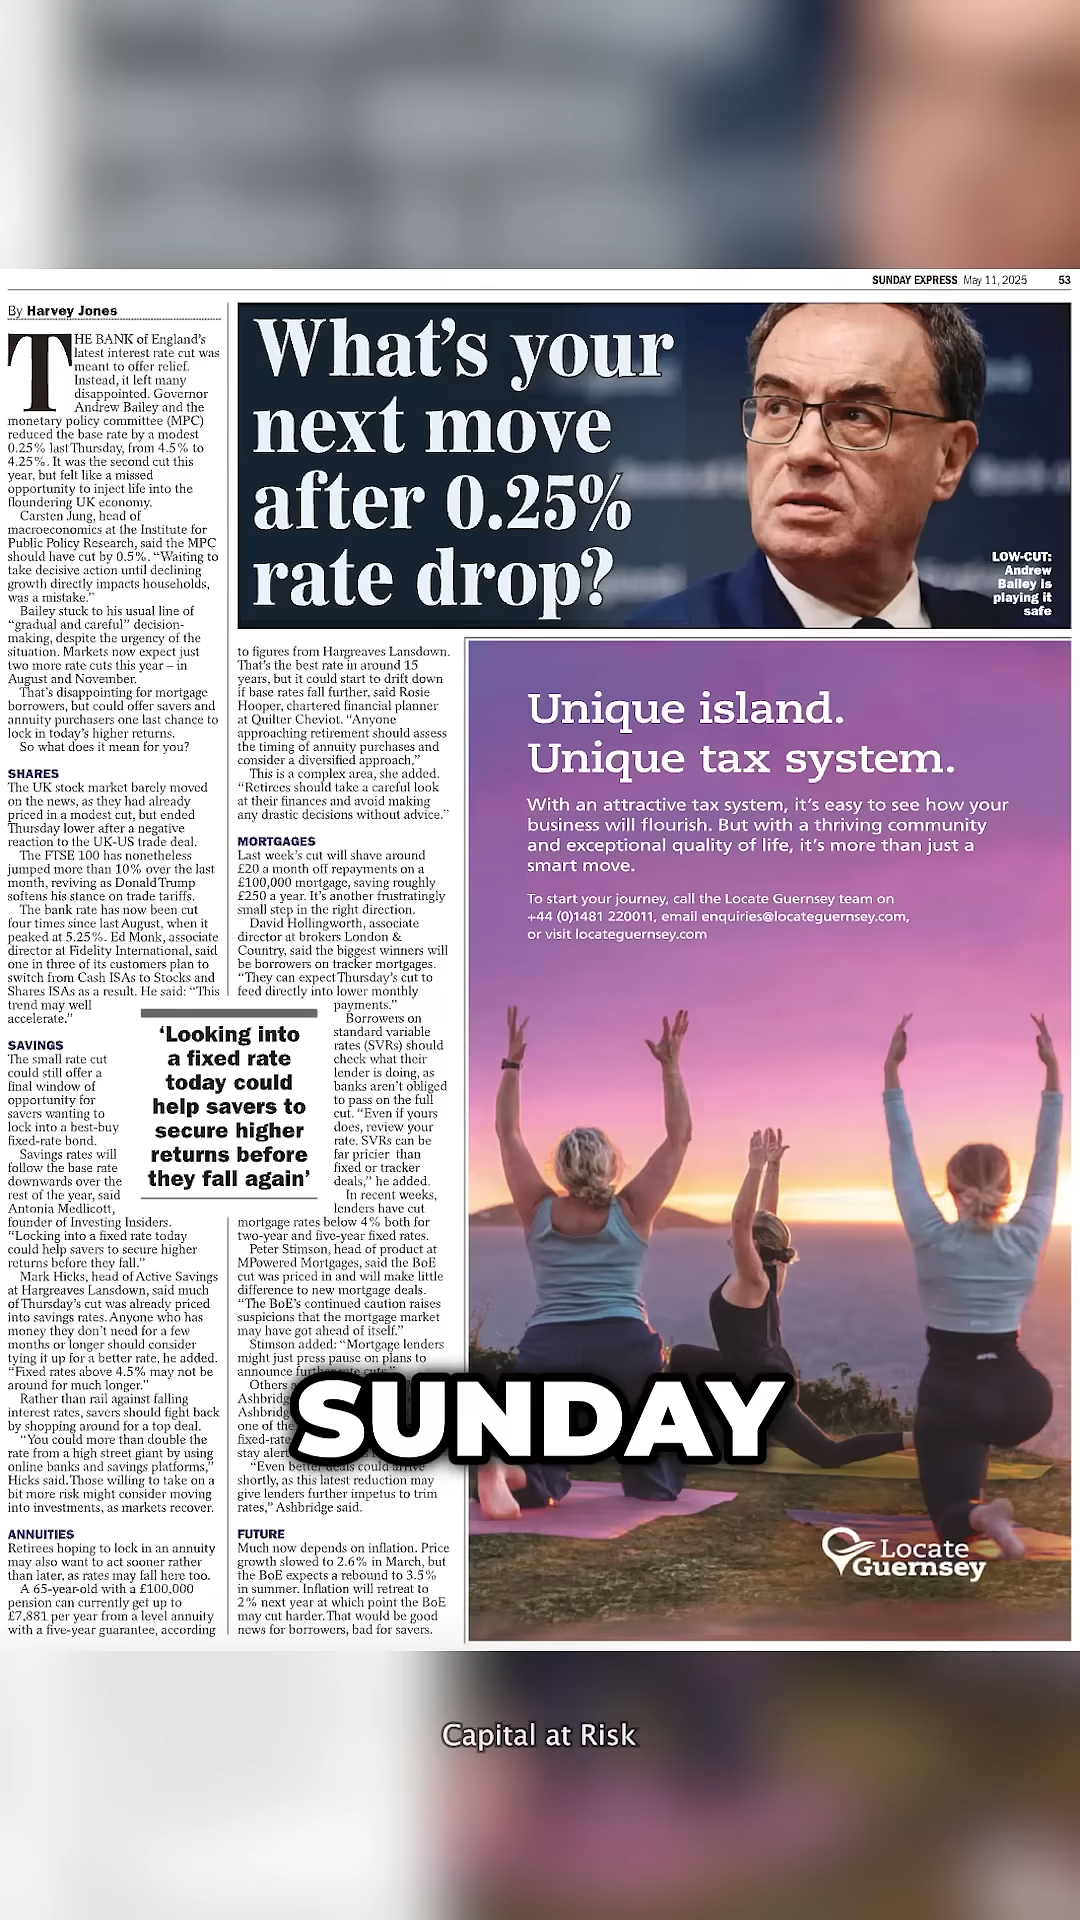 SUNDAY EXPRESS May 11, 2025 53
By Harvey Jones
THE BANK of England's
latest interest rate cut was
meant to offer relief.
Instead, it left many
disappointed. Governor
Andrew Bailey and the
monetary policy committee (MPC)
reduced the base rate by a modest
0.25% last Thursday, from 4.5% to
4.25%. It was the second cut this
year, but felt like a missed
opportunity to inject life into the
floundering UK economy.
Carsten Jung, head of
macroeconomics at the Institute for
Public Policy Research, said the MPC
should have cut by 0.5%. “Waiting to
take decisive action until declining
growth directly impacts households,
was a mistake.”
Bailey stuck to his usual line of
“gradual and careful” decision-
making, despite the urgency of the
situation. Markets now expect just
two more rate cuts this year – in
August and November.
That's disappointing for mortgage
borrowers, but could offer savers and
annuity purchasers one last chance to
lock in today's higher returns.
So what does it mean for you?
SHARES
The UK stock market barely moved
on the news, as they had already
priced in a modest cut, but ended
Thursday lower after a negative
reaction to the UK-US trade deal.
The FTSE 100 has nonetheless
jumped more than 10% over the last
month, reviving as Donald Trump
softens his stance on trade tariffs.
The bank rate has now been cut
four times since last August, when it
peaked at 5.25%. Ed Monk, associate
director at Fidelity International, said
one in three of its customers plan to
switch from Cash ISAs to Stocks and
Shares ISAs as a result. He said: “This
trend may well
accelerate.”
SAVINGS
The small rate cut
could still offer a
final window of
opportunity for
savers wanting to
lock into a best-buy
fixed-rate bond.
Savings rates will
follow the base rate
downwards over the
rest of the year, said
Antonia Medlicott,
founder of Investing Insiders.
“Locking into a fixed rate today
could help savers to secure higher
returns before they fall.”
Mark Hicks, head of Active Savings
at Hargreaves Lansdown, said much
of Thursday's cut was already priced
into savings rates. Anyone who has
money they don't need for a few
months or longer should consider
tying it up for a better rate, he added.
“Fixed rates above 4.5% may not be
around for much longer.”
Rather than rail against falling
interest rates, savers should fight back
by shopping around for a top deal.
“You could more than double the
rate from a high street giant by using
online banks and savings platforms,”
Hicks said. Those willing to take on a
bit more risk might consider moving
into investments, as markets recover.
ANNUITIES
Retirees hoping to lock in an annuity
may also want to act sooner rather
than later, as rates may fall here too.
A 65-year-old with a £100,000
pension can currently get up to
£7,881 per year from a level annuity
with a five-year guarantee, according
What's your
next move
after 0.25%
rate drop?
LOW-CUT:
Andrew
Bailey is
playing it
safe
to figures from Hargreaves Lansdown.
That's the best rate in around 15
years, but it could start to drift down
if base rates fall further, said Rosie
Hooper, chartered financial planner
at Quilter Cheviot. “Anyone
approaching retirement should assess
the timing of annuity purchases and
consider a diversified approach.”
This is a complex area, she added.
“Retirees should take a careful look
at their finances and avoid making
any drastic decisions without advice.”
MORTGAGES
Last week's cut will shave around
£20 a month off repayments on a
£100,000 mortgage, saving roughly
£250 a year. It's another frustratingly
small step in the right direction.
David Hollingworth, associate
director at brokers London &
Country, said the biggest winners will
be borrowers on tracker mortgages.
“They can expect Thursday's cut to
feed directly into lower monthly
payments.”
Borrowers on
standard variable
rates (SVRs) should
check what their
lender is doing, as
banks aren't obliged
to pass on the full
cut. “Even if yours
does, review your
rate. SVRs can be
far pricier than
fixed or tracker
deals,” he added.
In recent weeks,
lenders have cut
mortgage rates below 4% both for
two-year and five-year fixed rates.
Peter Stimson, head of product at
MPowered Mortgages, said the BoE
cut was priced in and will make little
difference to new mortgage deals.
“The BoE's continued caution raises
suspicions that the mortgage market
may have got ahead of itself.”
Stimson added: “Mortgage lenders
might just press pause on plans to
announce further rate cuts.”
Others
Ashbridg
Ashbridg
one of the
fixed-rate
stay alert
“Even better deals could arrive
shortly, as this latest reduction may
give lenders further impetus to trim
rates,” Ashbridge said.
FUTURE
Much now depends on inflation. Price
growth slowed to 2.6% in March, but
the BoE expects a rebound to 3.5%
in summer. Inflation will retreat to
2% next year at which point the BoE
may cut harder. That would be good
news for borrowers, bad for savers.
‘Looking into
a fixed rate
today could
help savers to
secure higher
returns before
they fall again’
Unique island.
Unique tax system.
With an attractive tax system, it's easy to see how your
business will flourish. But with a thriving community
and exceptional quality of life, it's more than just a
smart move.
To start your journey, call the Locate Guernsey team on
+44 (0)1481 220011, email enquiries@locateguernsey.com,
or visit locateguernsey.com
Locate
Guernsey
SUNDAY
Capital at Risk